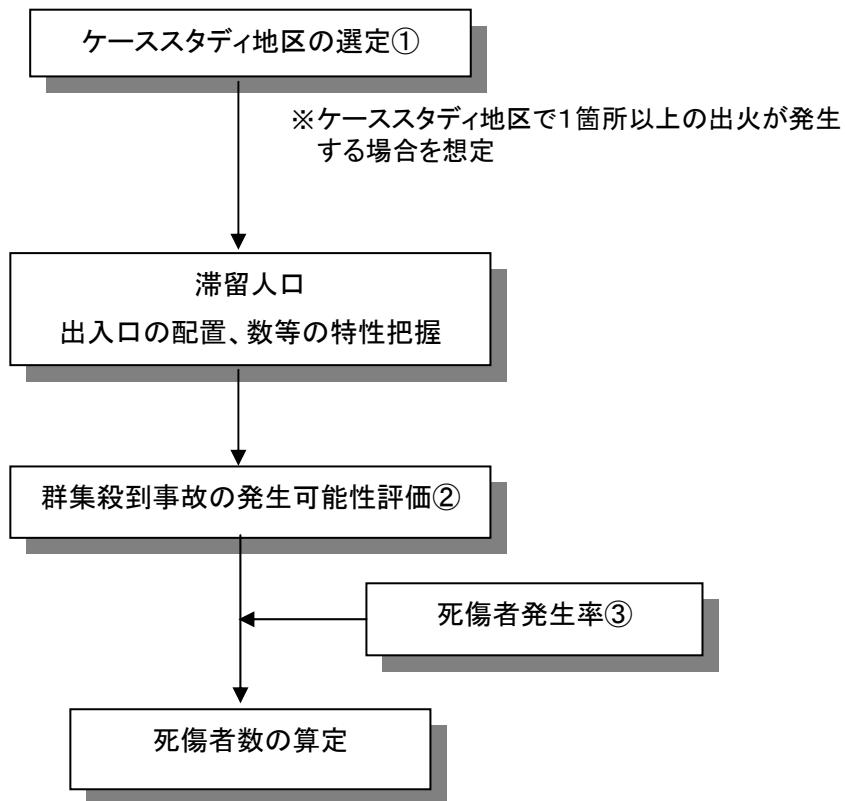 ケーススタディ地区の選定①
※ケーススタディ地区で1箇所以上の出火が発生
する場合を想定
滞留人口
出入口の配置、数等の特性把握
群集殺到事故の発生可能性評価②
死傷者発生率③
死傷者数の算定